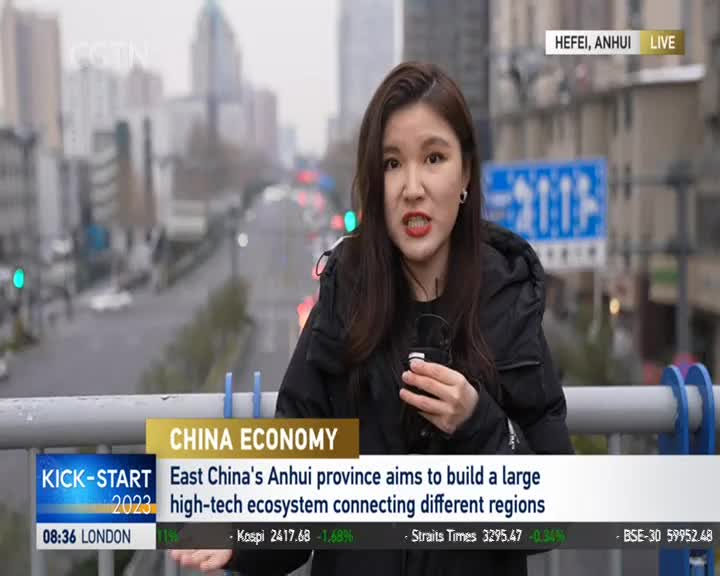 CGTN
HEFEI, ANHUI LIVE
CHINA ECONOMY
KICK-START
2023
East China's Anhui province aims to build a large
high-tech ecosystem connecting different regions
08:36 LONDON
11% - Kospi 2417.68 -1.68% - Straits Times 3295.47 -0.34% - BSE-30 59952.48